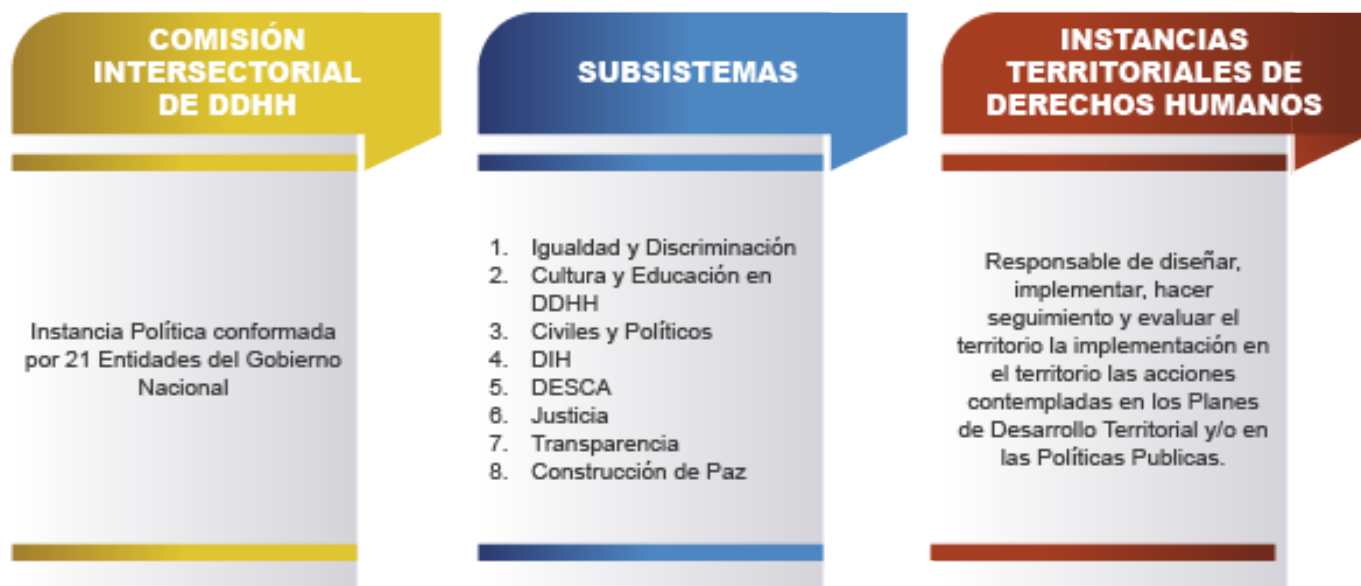 COMISIÓN
INTERSECTORIAL
DE DDHH
Instancia Política conformada
por 21 Entidades del Gobierno
Nacional
SUBSISTEMAS
1. Igualdad y Discriminación
2. Cultura y Educación en
DDHH
3. Civiles y Políticos
4. DIH
5. DESCA
6. Justicia
7. Transparencia
8. Construcción de Paz
INSTANCIAS
TERRITORIALES DE
DERECHOS HUMANOS
Responsable de diseñar,
implementar, hacer
seguimiento y evaluar el
territorio la implementación en
el territorio las acciones
contempladas en los Planes
de Desarrollo Territorial y/o en
las Políticas Publicas.